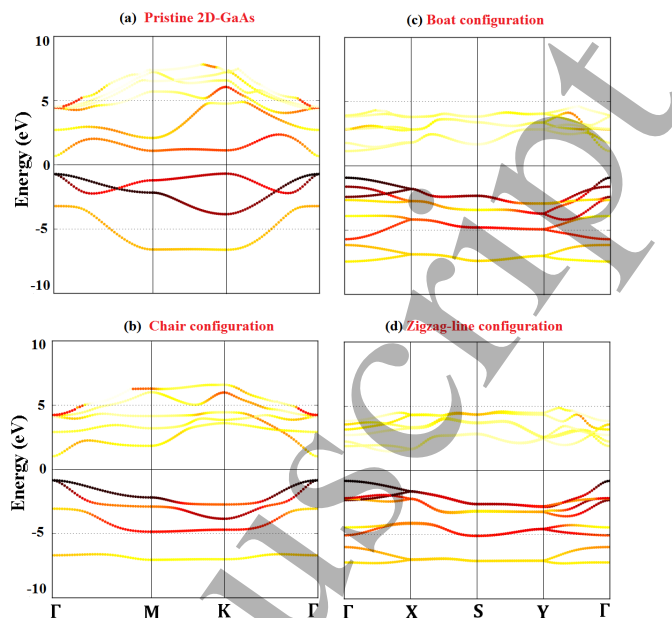 (a) Pristine 2D-GaAs
(c) Boat configuration
10
5
0
-5
-10
Energy (eV)
(b) Chair configuration
(d) Zigzag-line configuration
10
5
0
-5
-10
Energy (eV)
Γ M K Γ
Γ X S Y Γ
uscript